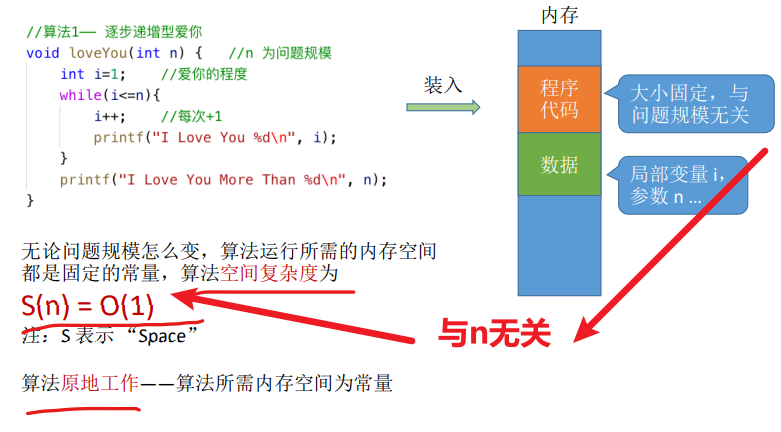 //算法1—— 逐步递增型爱你
void loveYou(int n) {   //n 为问题规模
    int i=1;    //爱你的程度
    while(i<=n){
        i++;    //每次+1
        printf("I Love You %d\n", i);
    }
    printf("I Love You More Than %d\n", n);
}
装入
内存
程序
代码
数据
大小固定，与
问题规模无关
局部变量 i，
参数 n ...
无论问题规模怎么变，算法运行所需的内存空间
都是固定的常量，算法空间复杂度为
S(n) = O(1)
注：S 表示 “Space”
与n无关
算法原地工作——算法所需内存空间为常量